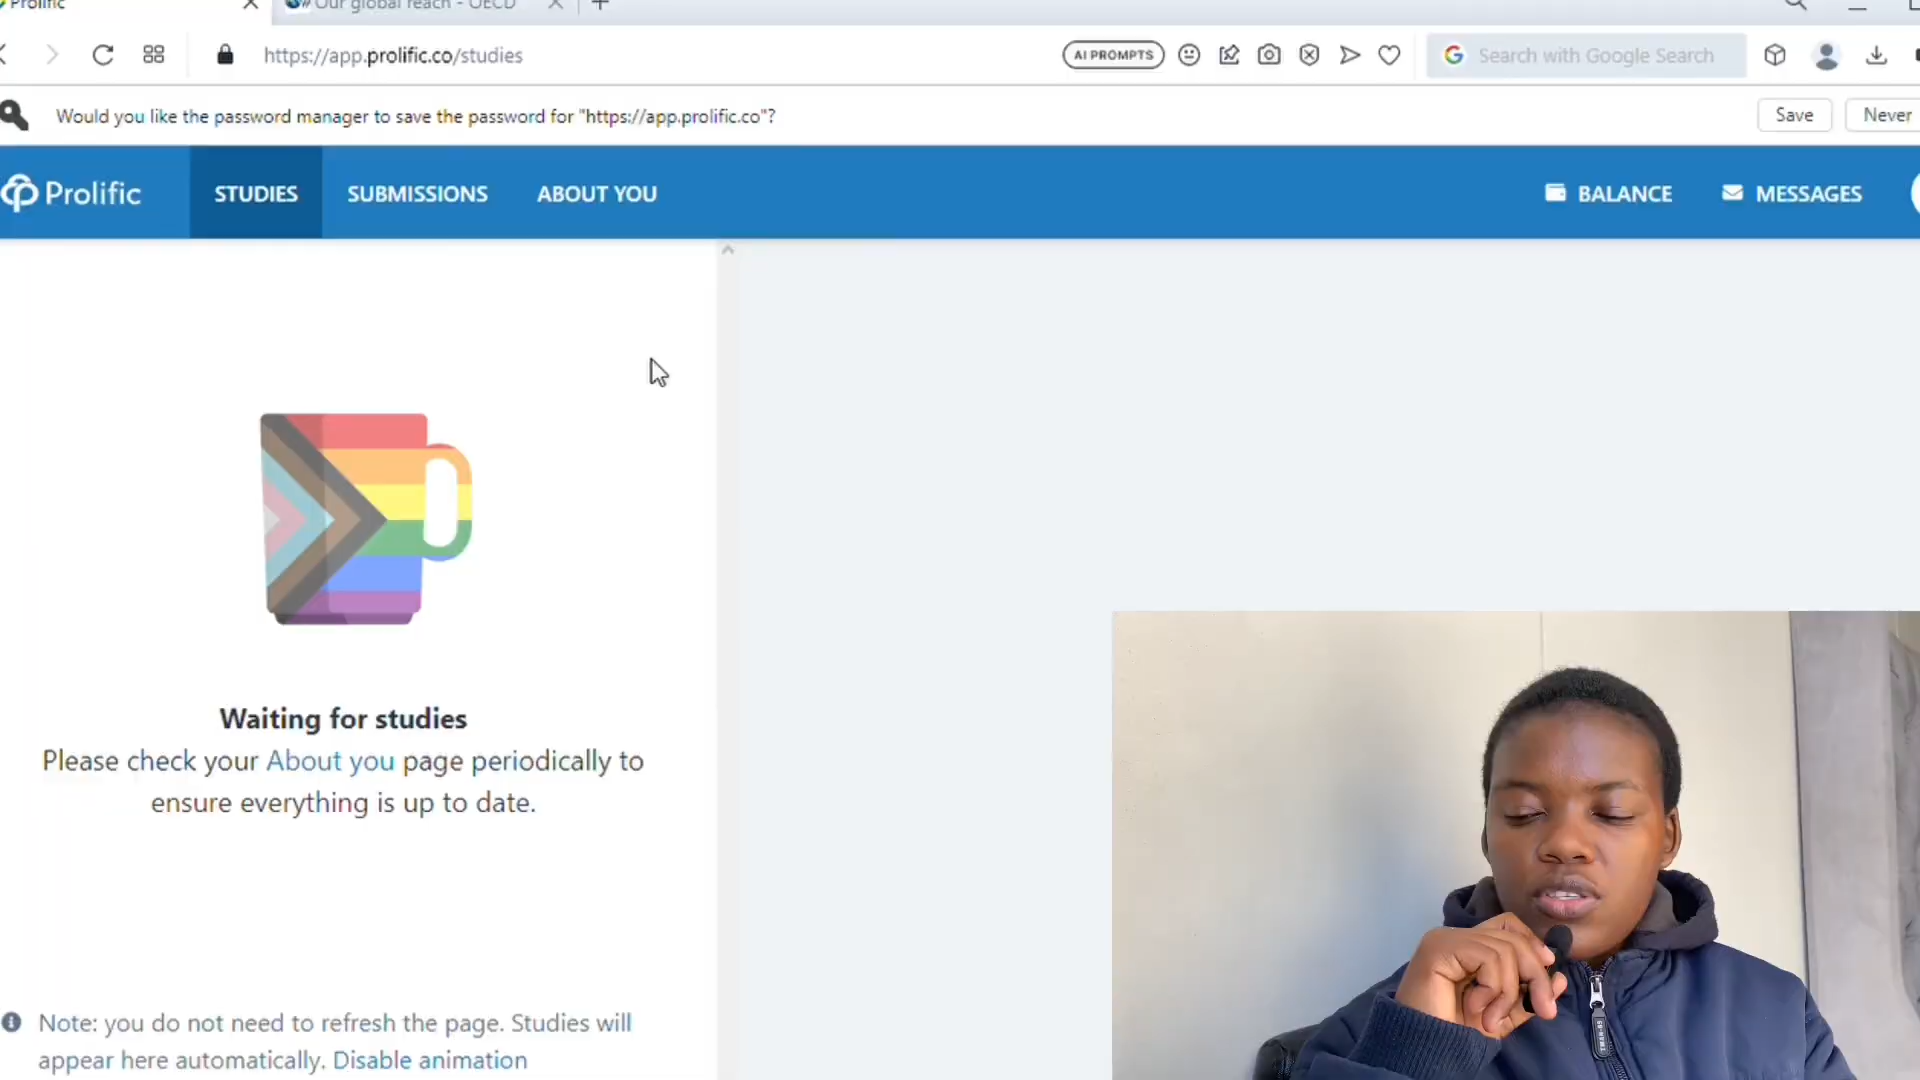 Prolific
Our global reach - OECD
https://app.prolific.co/studies
AI PROMPTS
Search with Google Search
Would you like the password manager to save the password for "https://app.prolific.co"?
Save
Never
Prolific
STUDIES
SUBMISSIONS
ABOUT YOU
BALANCE
MESSAGES
Waiting for studies
Please check your About you page periodically to
ensure everything is up to date.
Note: you do not need to refresh the page. Studies will
appear here automatically. Disable animation